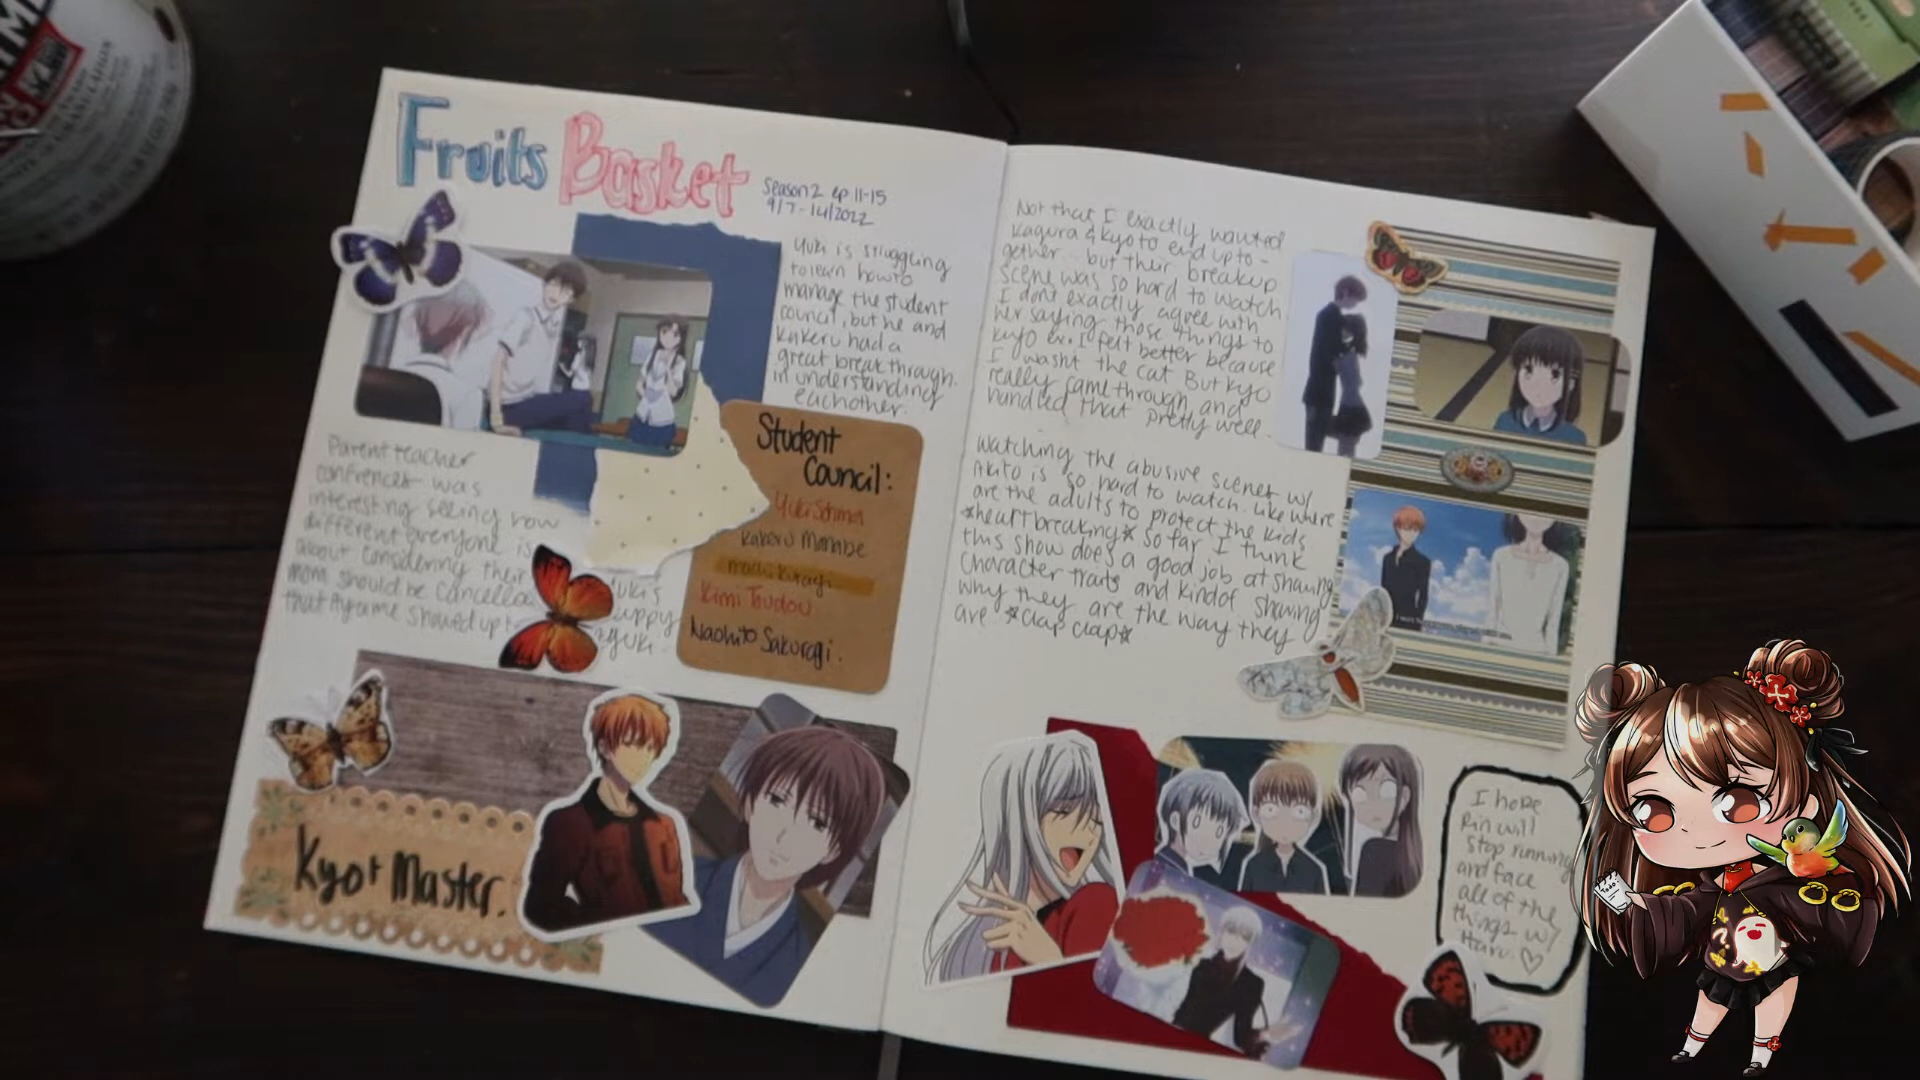 Fruits Basket
Season 2 ep 11-15
9/7-14/2022
Yuki is struggling
to learn how to
manage the student
council, but he and
Kakeru had a
great breakthrough.
in understanding
eachother.
Student
Council:
Yuki Sohma
Kakeru Manabe
Machi Kuragi
Kimi Toudou
Naohito Sakuragi.
Parent teacher
confrences was
interesting seeing how
different everyone is
about considering their
mom should be cancelled
that Ayame showed up +
Yuki's
happy
@Yuki.
Kyo + Master.
Not that I exactly wanted
Kagura & Kyo to end up to-
gether.. but their breakup
scene was so hard to watch
I don't exactly agree with
her saying those things to
Kyo ex. I felt better because
I wasn't the cat. But Kyo
really came through and
handled that pretty well.
Watching the abusive scenes w/
Akito is so hard to watch. Like where
are the adults to protect the kids
*heartbreaking* So far I think
this show does a good job at showing
character traits and kindof showing
why they are the way they
are *clap clap*
I hope
Rin will
stop running
and face
all of the
things w/
Haru. ♡